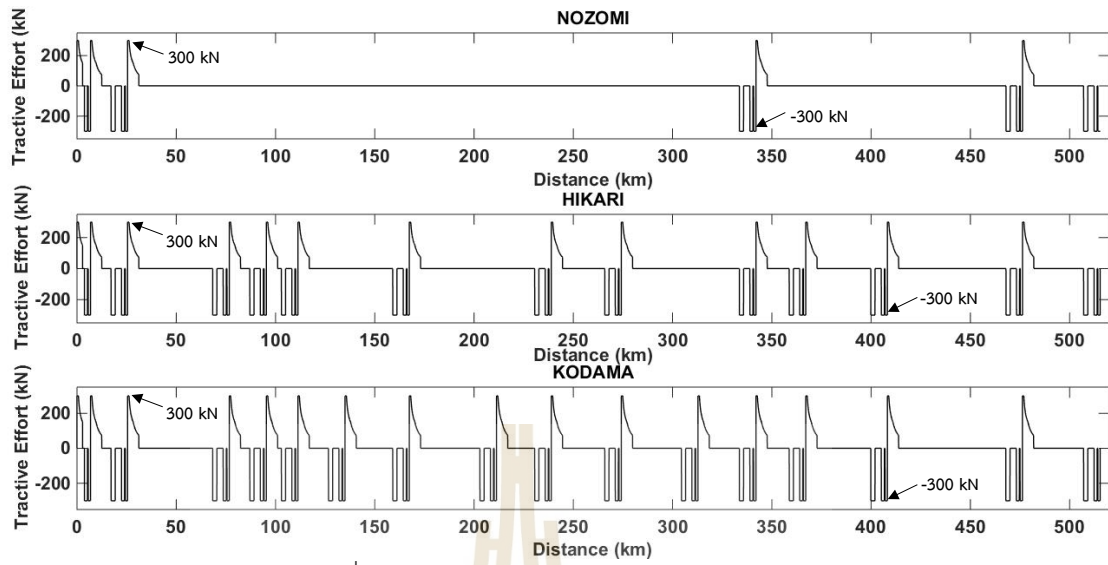 NOZOMI
Tractive Effort (kN
200
0
-200
300 kN
-300 kN
0 50 100 150 200 250 300 350 400 450 500
Distance (km)
HIKARI
Tractive Effort (kN)
200
0
-200
300 kN
-300 kN
0 50 100 150 200 250 300 350 400 450 500
Distance (km)
KODAMA
Tractive Effort (kN)
200
0
-200
300 kN
-300 kN
0 50 100 150 200 250 300 350 400 450 500
Distance (km)